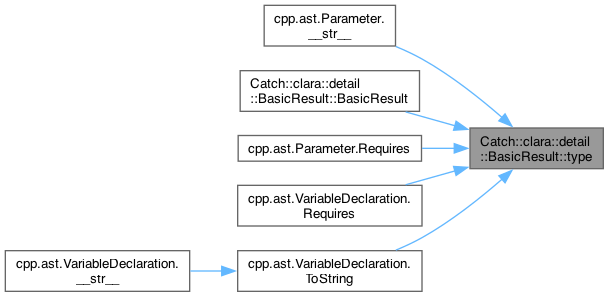 cpp.ast.Parameter.
__str__
Catch::clara::detail
::BasicResult::BasicResult
cpp.ast.Parameter.Requires
Catch::clara::detail
::BasicResult::type
cpp.ast.VariableDeclaration.
Requires
cpp.ast.VariableDeclaration.
__str__
cpp.ast.VariableDeclaration.
ToString